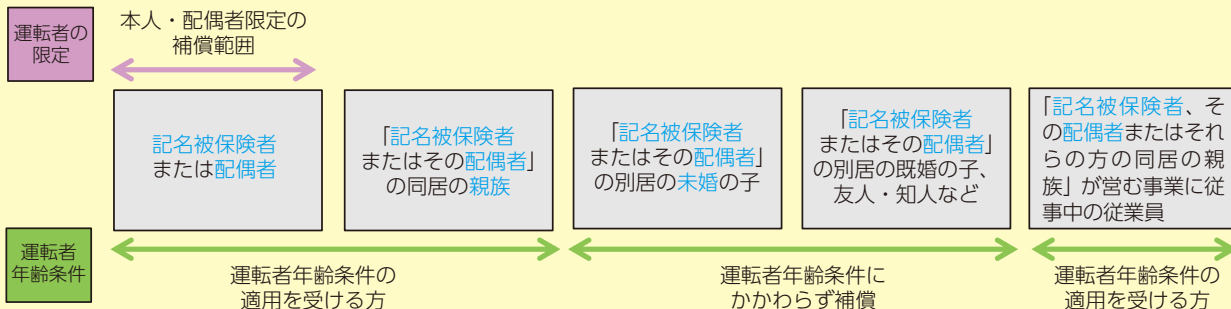 運転者の
限定
本人・配偶者限定の
補償範囲
記名被保険者
または配偶者
「記名被保険者
またはその配偶者」
の同居の親族
「記名被保険者
またはその配偶者」
の別居の未婚の子
「記名被保険者
またはその配偶者」
の別居の既婚の子、
友人・知人など
「記名被保険者、そ
の配偶者またはそれ
らの方の同居の親
族」が営む事業に従
事中の従業員
運転者
年齢条件
運転者年齢条件の
適用を受ける方
運転者年齢条件に
かかわらず補償
運転者年齢条件の
適用を受ける方